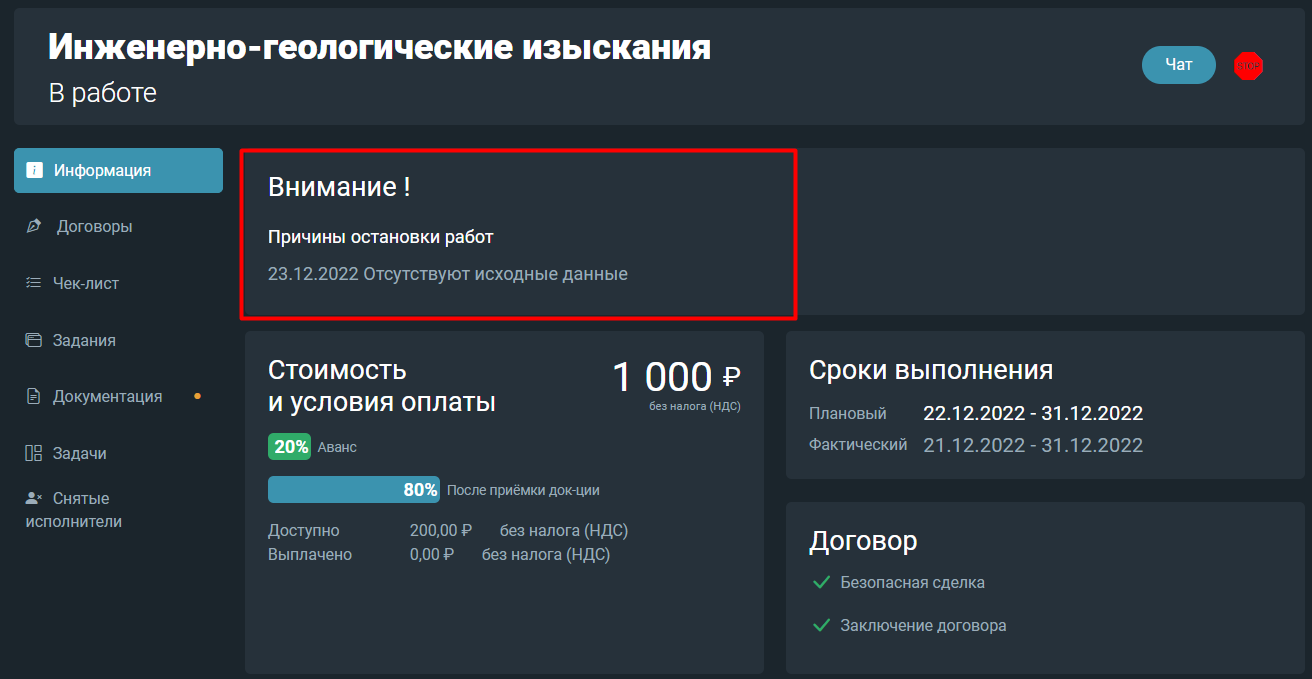 Инженерно-геологические изыскания
В работе
Чат
STOP
Информация
Договоры
Чек-лист
Задания
Документация
Задачи
Снятые
исполнители
Внимание !
Причины остановки работ
23.12.2022 Отсутствуют исходные данные
Стоимость
и условия оплаты
1 000 ₽
без налога (НДС)
20% Аванс
80% После приёмки док-ции
Доступно 200,00 ₽ без налога (НДС)
Выплачено 0,00 ₽ без налога (НДС)
Сроки выполнения
Плановый 22.12.2022 - 31.12.2022
Фактический 21.12.2022 - 31.12.2022
Договор
Безопасная сделка
Заключение договора